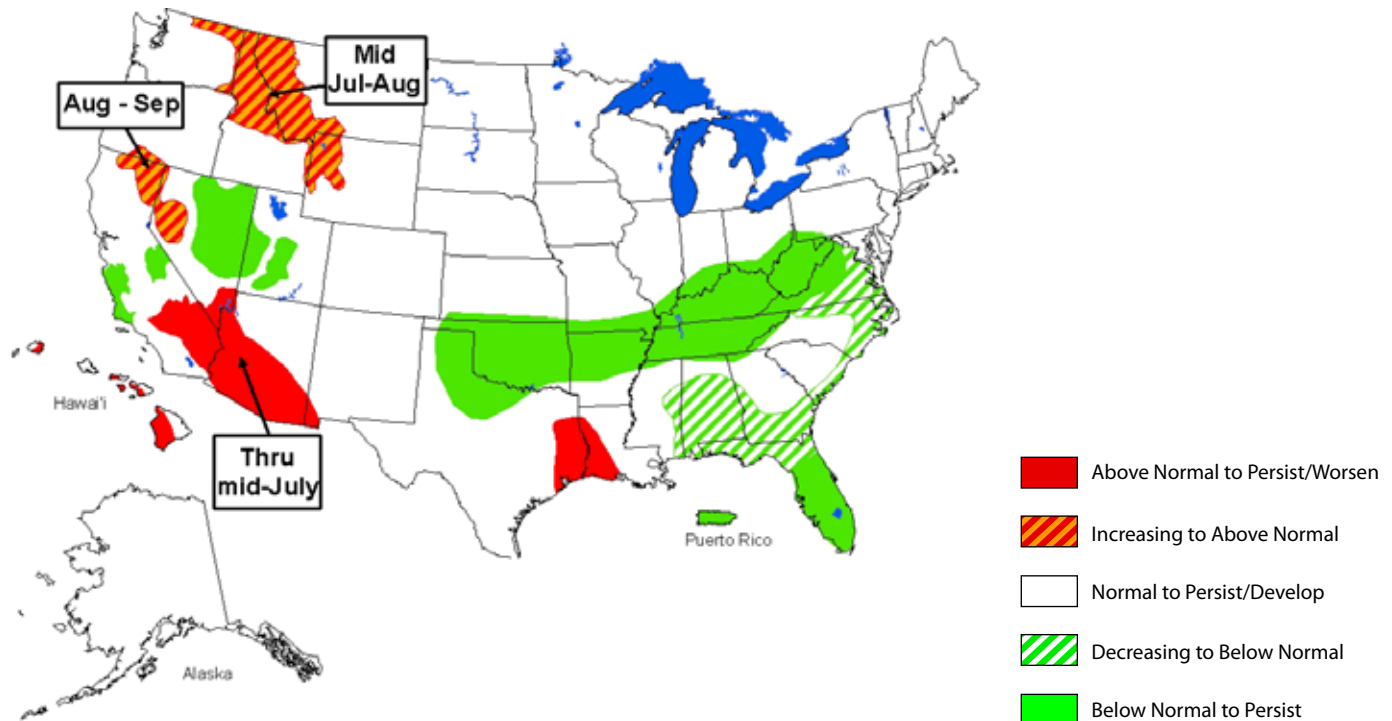 Mid
Jul-Aug
Aug - Sep
Hawai'i
Thru
mid-July
Puerto Rico
Alaska
Above Normal to Persist/Worsen
Increasing to Above Normal
Normal to Persist/Develop
Decreasing to Below Normal
Below Normal to Persist